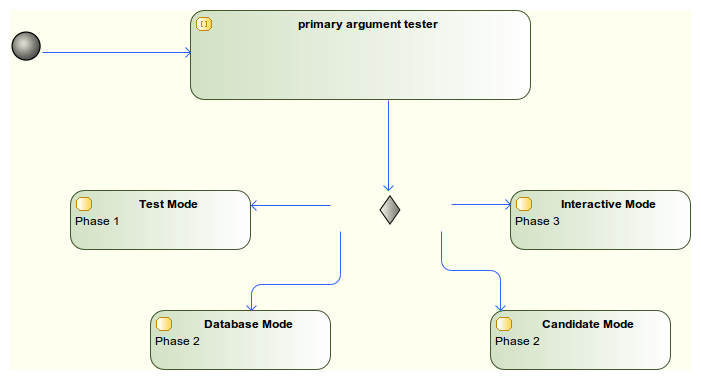 primary argument tester
Test Mode
Phase 1
Interactive Mode
Phase 3
Database Mode
Phase 2
Candidate Mode
Phase 2